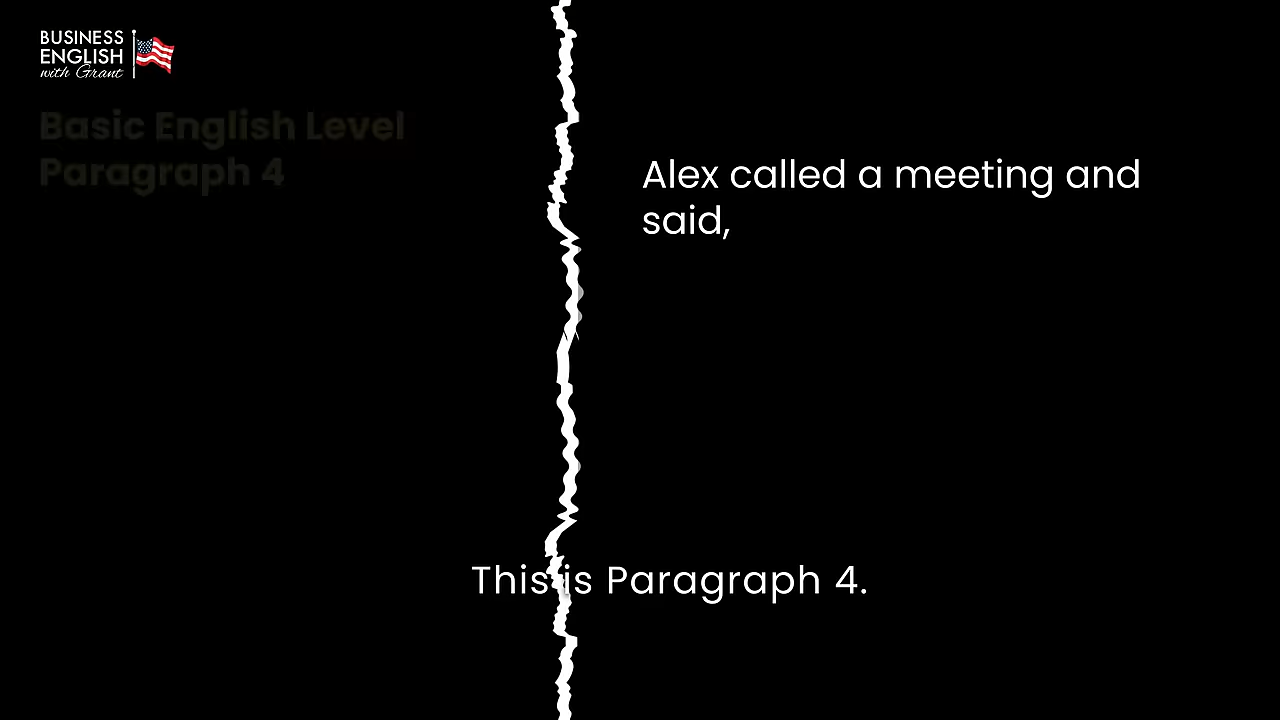 BUSINESS
ENGLISH
with Grant
Basic English Level
Paragraph 4
Alex called a meeting and
said,
This is Paragraph 4.